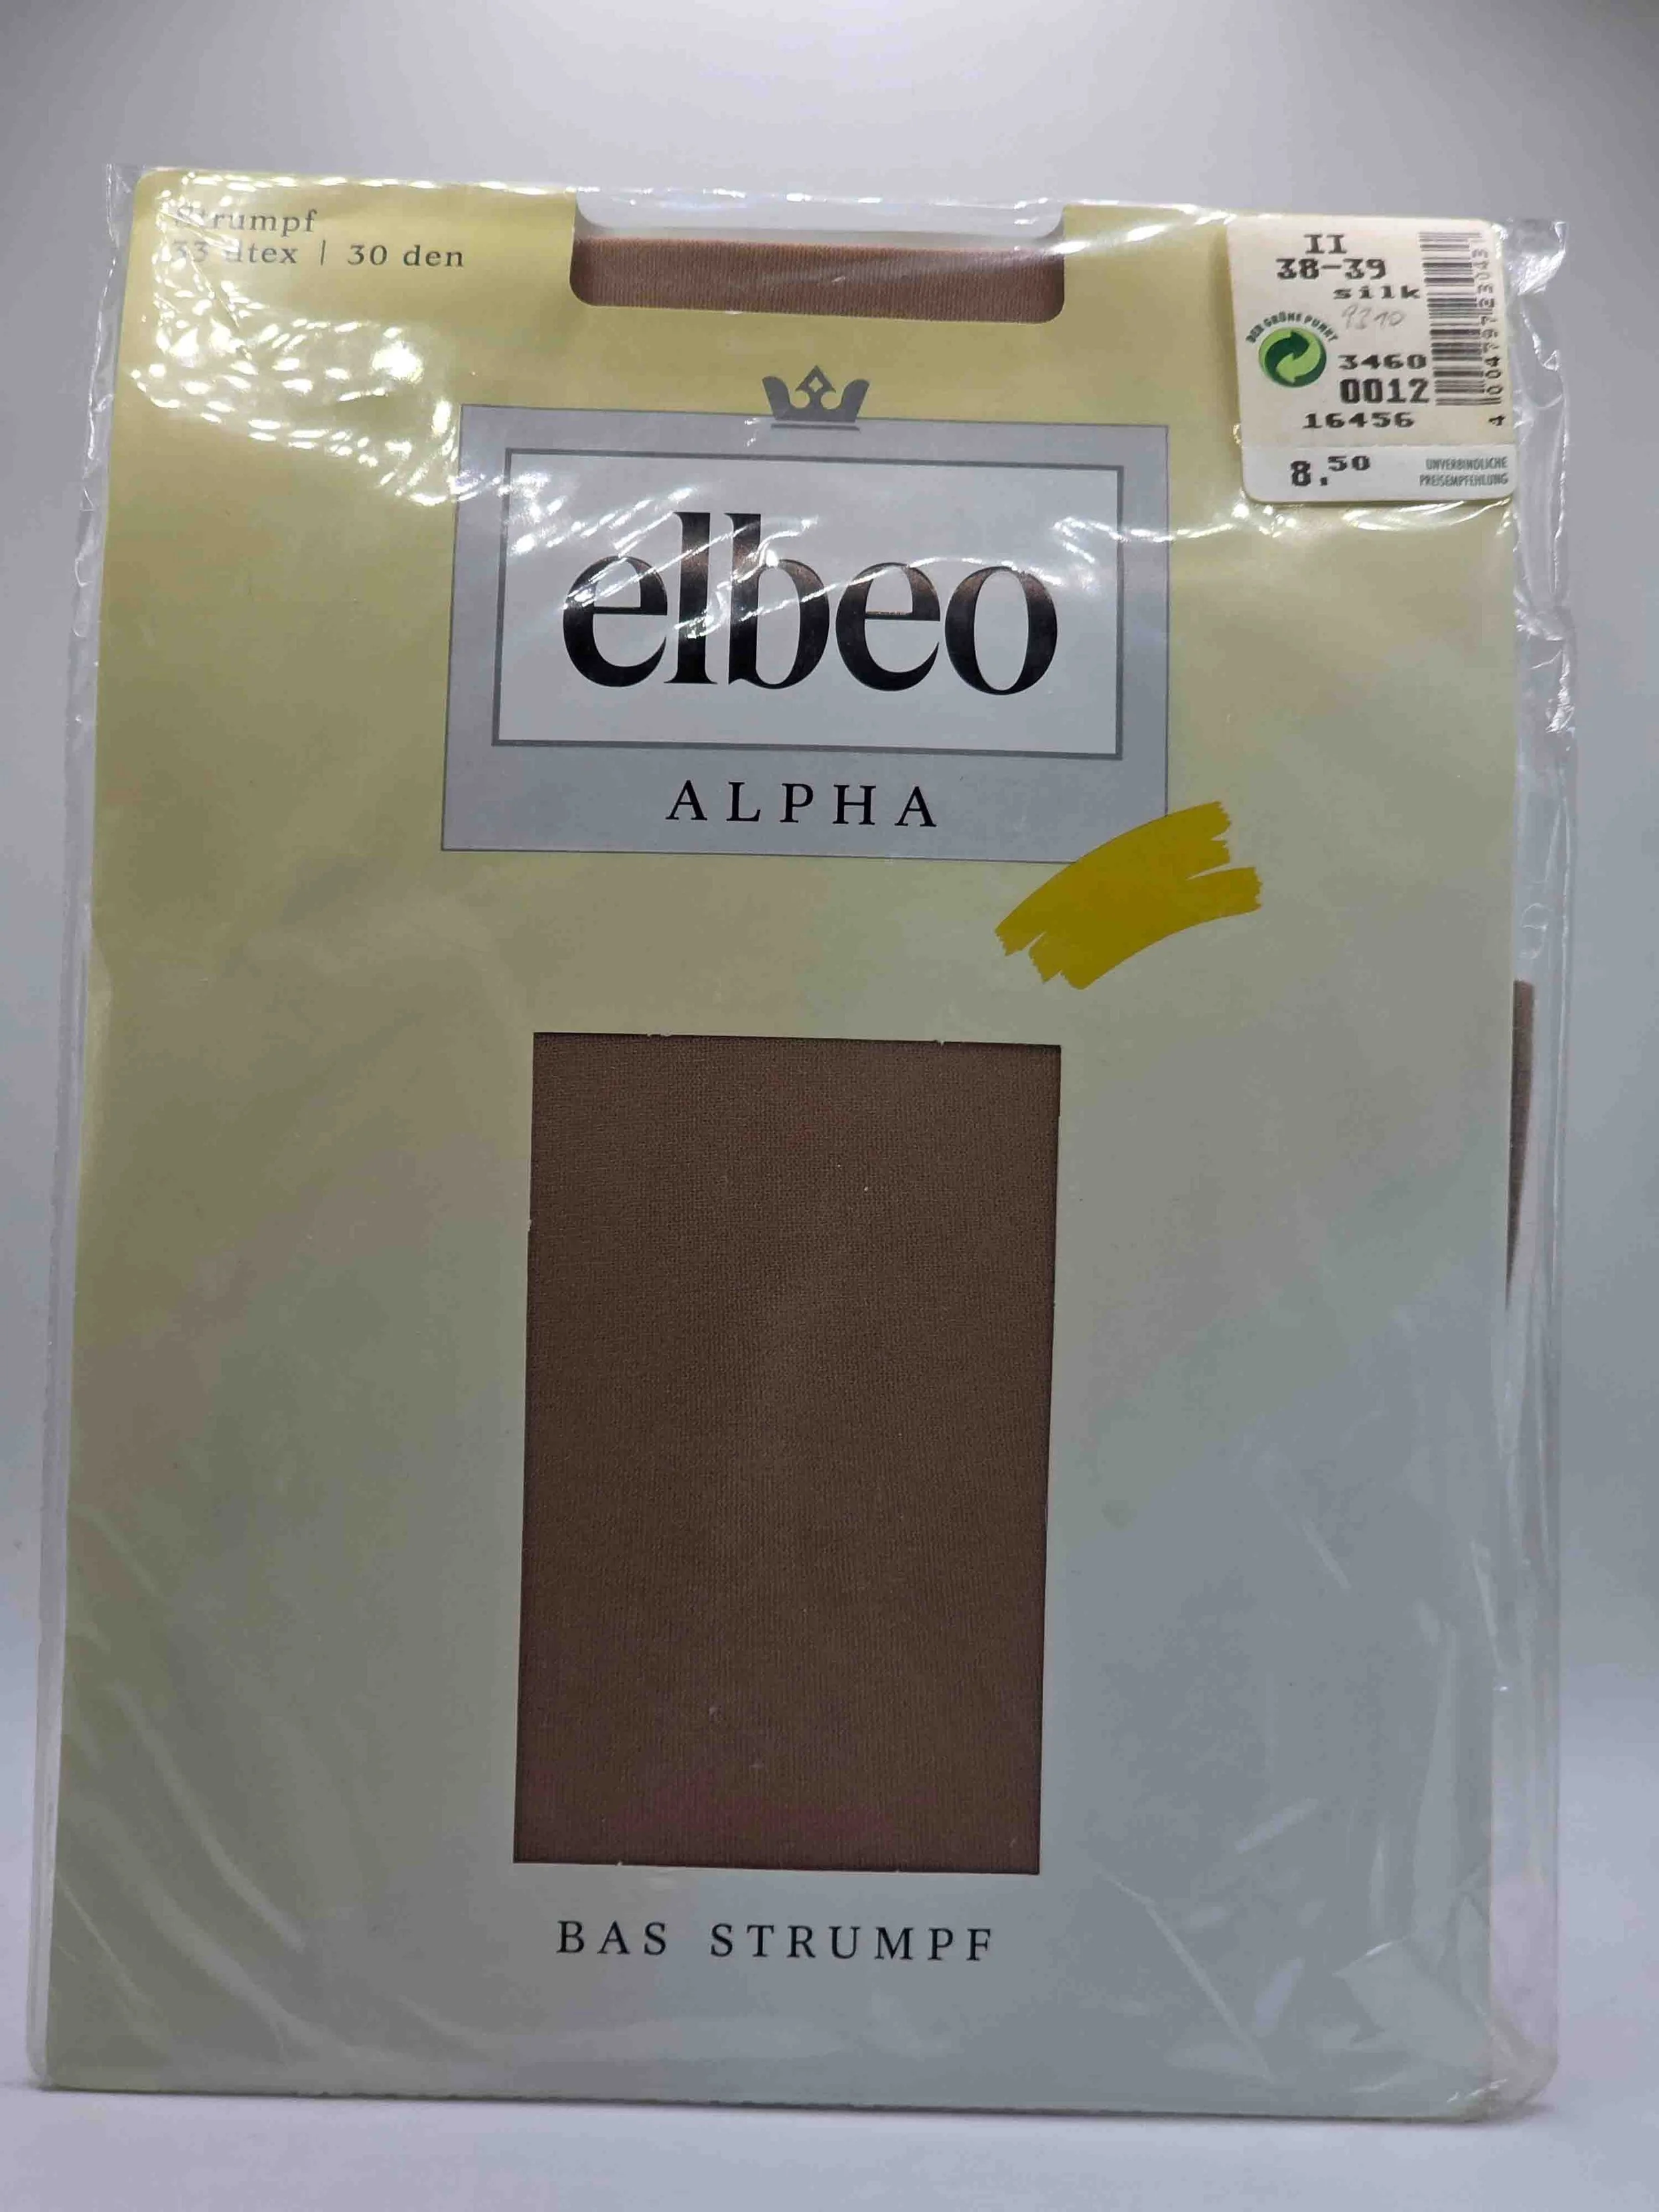 Strumpf
33 dtex | 30 den
II
38-39
silk
9310
DER GRÜNE PUNKT
3460
0012
16456
8.50
UNVERBINDLICHE
PREISEMPFEHLUNG
elbeo
ALPHA
BAS STRUMPF